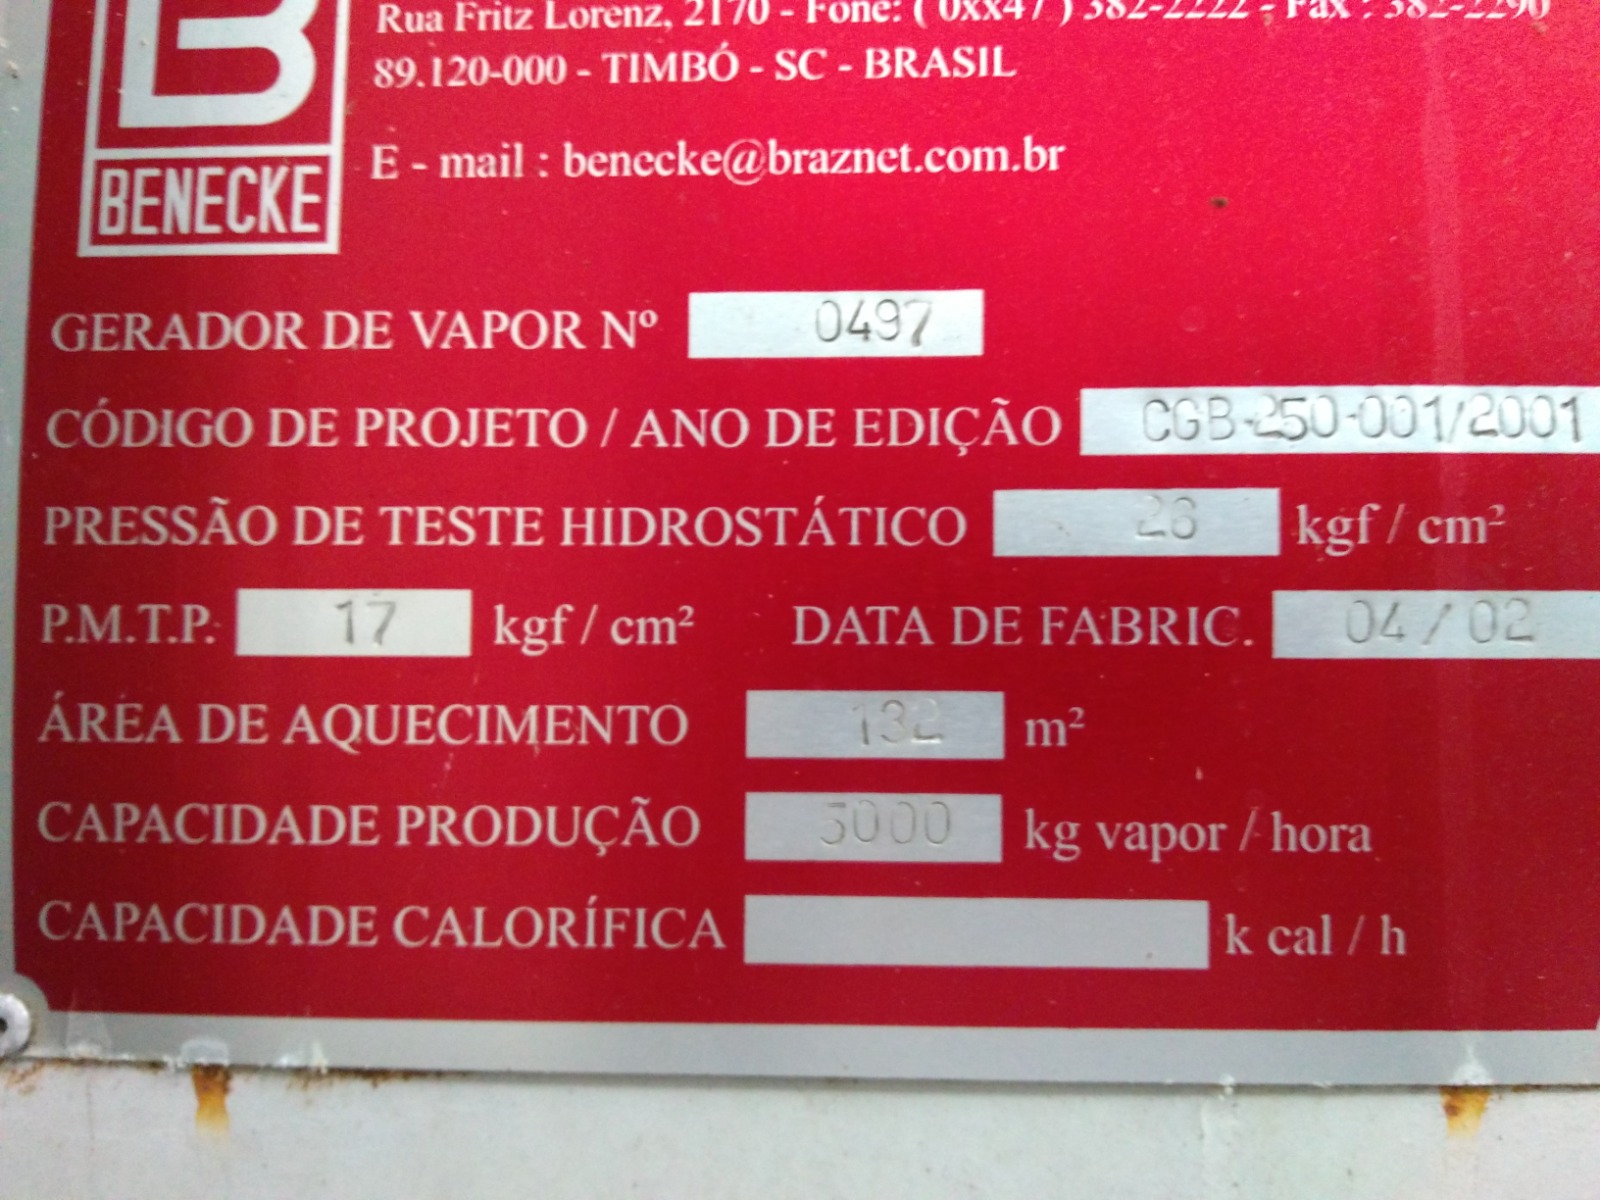 Rua Fritz Lorenz, 2170 - Fone: ( 0xx47 ) 382-2222 - Fax : 382-2290
89.120-000 - TIMBÓ - SC - BRASIL
E - mail : benecke@braznet.com.br
B
BENECKE
GERADOR DE VAPOR Nº 0497
CÓDIGO DE PROJETO / ANO DE EDIÇÃO CGB-250-001/2001
PRESSÃO DE TESTE HIDROSTÁTICO 26 kgf / cm²
P.M.T.P. 17 kgf / cm² DATA DE FABRIC. 04 / 02
ÁREA DE AQUECIMENTO 132 m²
CAPACIDADE PRODUÇÃO 5000 kg vapor / hora
CAPACIDADE CALORÍFICA k cal / h